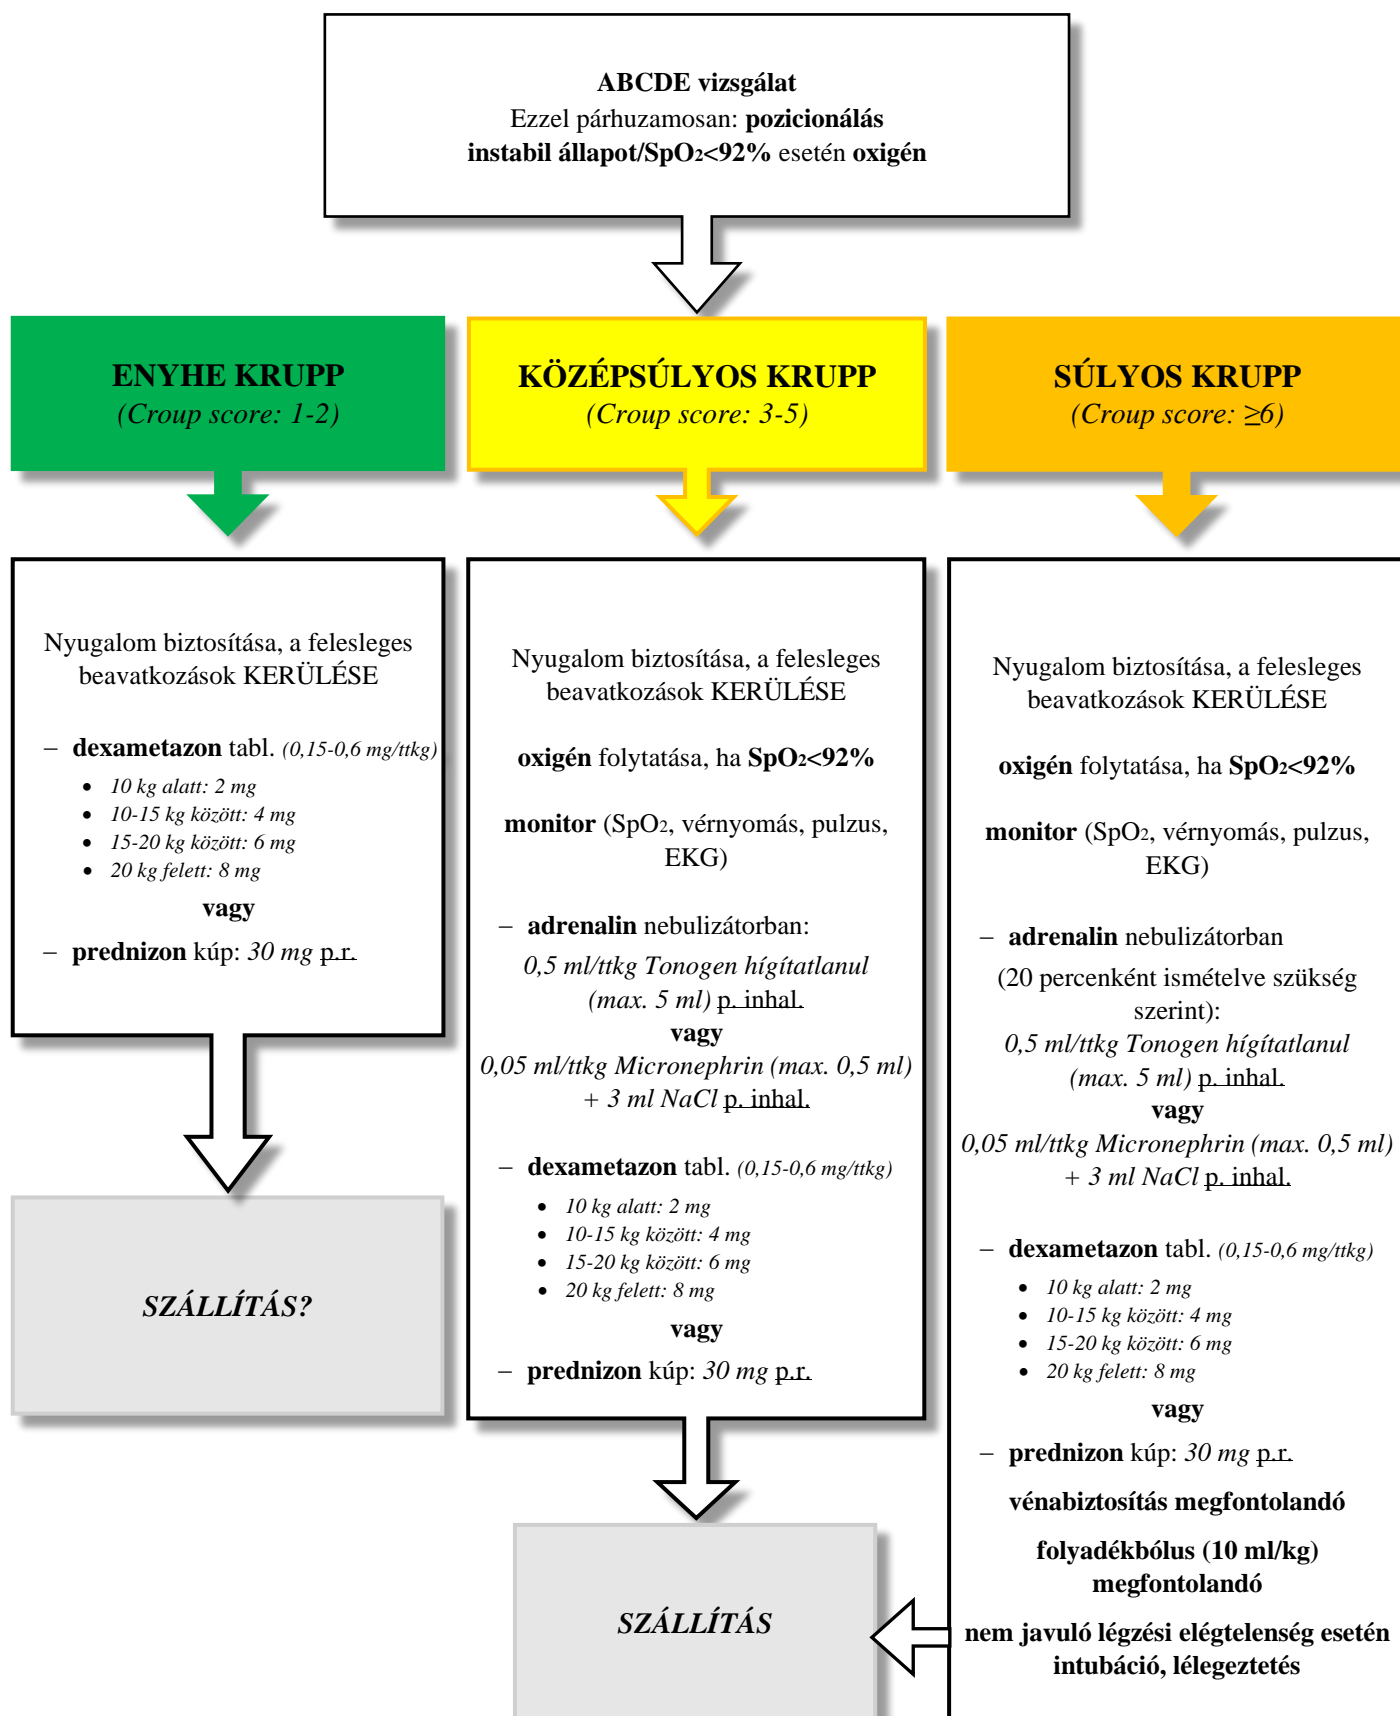 ABCDE vizsgálat
Ezzel párhuzamosan: pozicionálás
instabil állapot/SpO2<92% esetén oxigén
ENYHE KRUPP
(Croup score: 1-2)
Nyugalom biztosítása, a felesleges
beavatkozások KERÜLÉSE
– dexametazon tabl. (0,15-0,6 mg/ttkg)
• 10 kg alatt: 2 mg
• 10-15 kg között: 4 mg
• 15-20 kg között: 6 mg
• 20 kg felett: 8 mg
vagy
– prednizon kúp: 30 mg p.r.
SZÁLLÍTÁS?
KÖZÉPSÚLYOS KRUPP
(Croup score: 3-5)
Nyugalom biztosítása, a felesleges
beavatkozások KERÜLÉSE
oxigén folytatása, ha SpO2<92%
monitor (SpO2, vérnyomás, pulzus,
EKG)
– adrenalin nebulizátorban:
0,5 ml/ttkg Tonogen hígítatlanul
(max. 5 ml) p. inhal.
vagy
0,05 ml/ttkg Micronephrin (max. 0,5 ml)
+ 3 ml NaCl p. inhal.
– dexametazon tabl. (0,15-0,6 mg/ttkg)
• 10 kg alatt: 2 mg
• 10-15 kg között: 4 mg
• 15-20 kg között: 6 mg
• 20 kg felett: 8 mg
vagy
– prednizon kúp: 30 mg p.r.
SZÁLLÍTÁS
SÚLYOS KRUPP
(Croup score: ≥6)
Nyugalom biztosítása, a felesleges
beavatkozások KERÜLÉSE
oxigén folytatása, ha SpO2<92%
monitor (SpO2, vérnyomás, pulzus,
EKG)
– adrenalin nebulizátorban
(20 percenként ismételve szükség
szerint):
0,5 ml/ttkg Tonogen hígítatlanul
(max. 5 ml) p. inhal.
vagy
0,05 ml/ttkg Micronephrin (max. 0,5 ml)
+ 3 ml NaCl p. inhal.
– dexametazon tabl. (0,15-0,6 mg/ttkg)
• 10 kg alatt: 2 mg
• 10-15 kg között: 4 mg
• 15-20 kg között: 6 mg
• 20 kg felett: 8 mg
vagy
– prednizon kúp: 30 mg p.r.
vénabiztosítás megfontolandó
folyadékbólus (10 ml/kg)
megfontolandó
nem javuló légzési elégtelenség esetén
intubáció, lélegeztetés